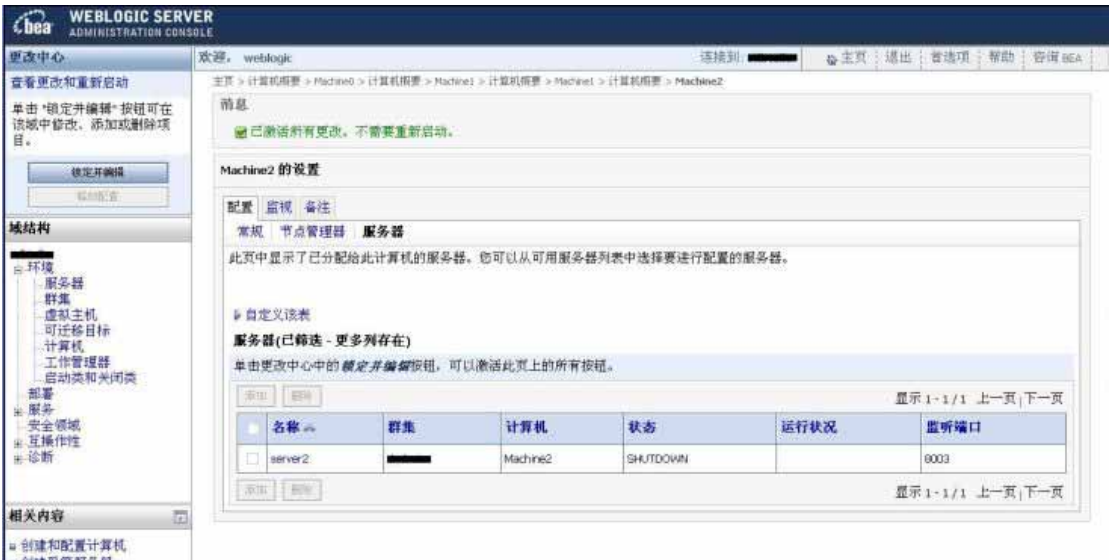 bea WEBLOGIC SERVER
ADMINISTRATION CONSOLE
更改中心
查看更改和重新启动
单击 "锁定并编辑" 按钮可在
该域中修改、添加或删除项
目。
锁定并编辑
域结构
环境
服务器
群集
虚拟主机
可迁移目标
计算机
工作管理器
启动类和关闭类
部署
服务
安全领域
互操作性
诊断
相关内容
创建和配置计算机
欢迎, weblogic
连接到:
主页
退出
首选项
帮助
咨询 BEA
主页 > 计算机概要 > Machine0 > 计算机概要 > Machine1 > 计算机概要 > Machine1 > 计算机概要 > Machine2
消息
已激活所有更改。不需要重新启动。
Machine2 的设置
配置 监视 备注
常规 节点管理器 服务器
此页中显示了已分配给此计算机的服务器。您可以从可用服务器列表中选择要进行配置的服务器。
自定义该表
服务器(已筛选 - 更多列存在)
单击更改中心中的锁定并编辑按钮, 可以激活此页上的所有按钮。
添加 删除
显示 1 - 1 / 1 上一页 | 下一页
名称 群集 计算机 状态 运行状况 监听端口
server2 Machine2 SHUTDOWN 8003
添加 删除
显示 1 - 1 / 1 上一页 | 下一页